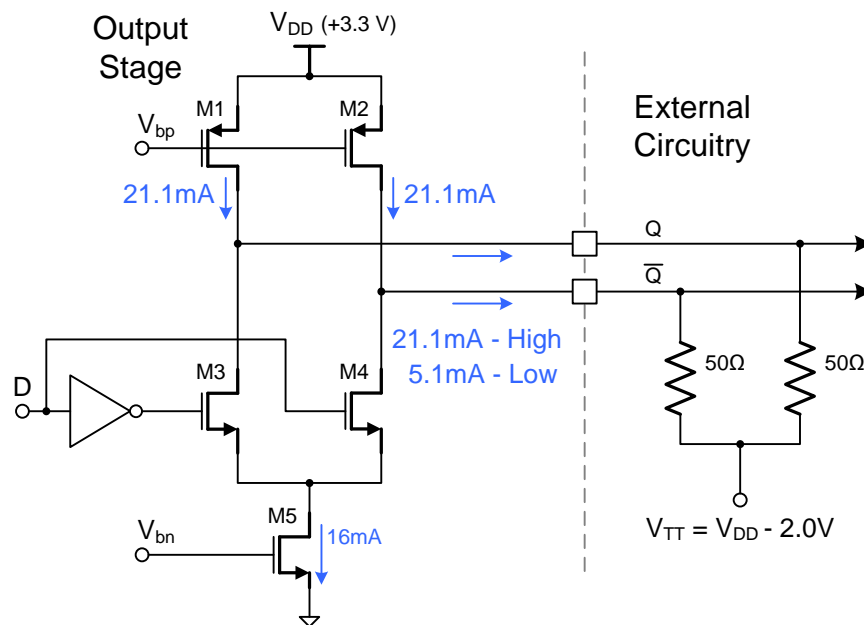 Output
Stage
V_DD (+3.3 V)
External
Circuitry
M1
M2
V_bp
21.1mA
21.1mA
Q
Q̅
21.1mA - High
5.1mA - Low
M3
M4
D
50Ω
50Ω
M5
V_bn
16mA
V_TT = V_DD - 2.0V